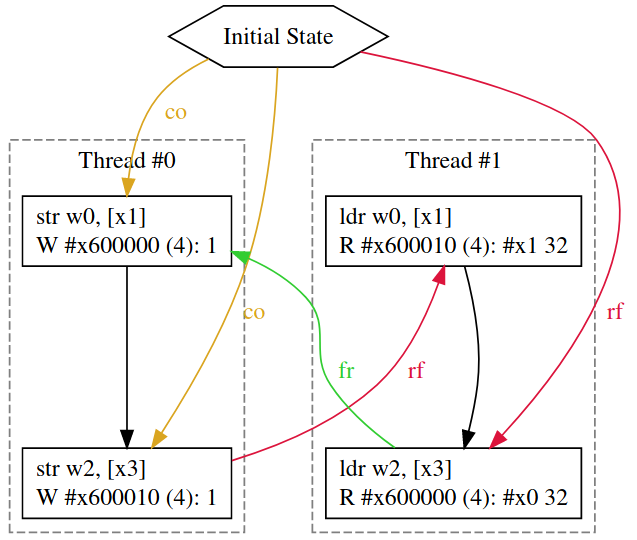 Initial State
co
Thread #0
Thread #1
str w0, [x1]
W #x600000 (4): 1
ldr w0, [x1]
R #x600010 (4): #x1 32
co
rf
fr
rf
str w2, [x3]
W #x600010 (4): 1
ldr w2, [x3]
R #x600000 (4): #x0 32